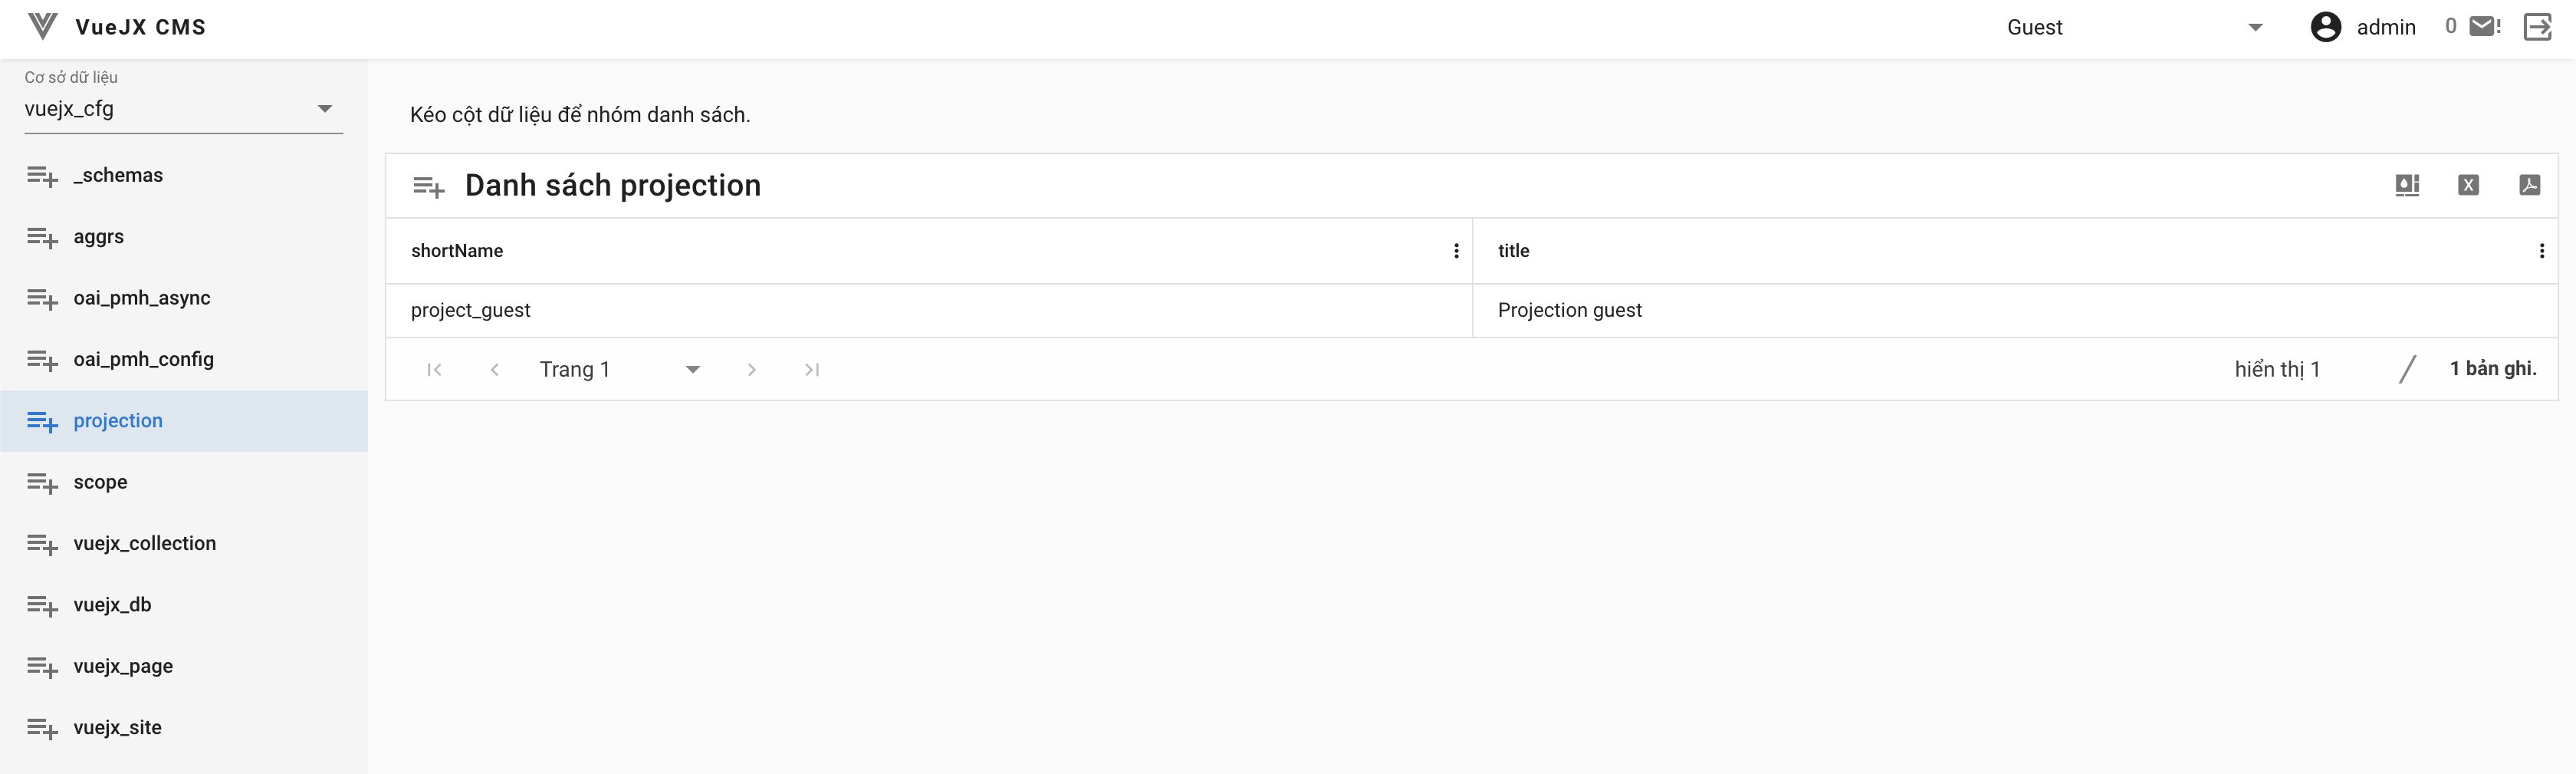 VueJX CMS
Guest
admin
0
Cơ sở dữ liệu
vuejx_cfg
_schemas
aggrs
oai_pmh_async
oai_pmh_config
projection
scope
vuejx_collection
vuejx_db
vuejx_page
vuejx_site
Kéo cột dữ liệu để nhóm danh sách.
Danh sách projection
X
shortName
title
project_guest
Projection guest
Trang 1
hiển thị 1 / 1 bản ghi.